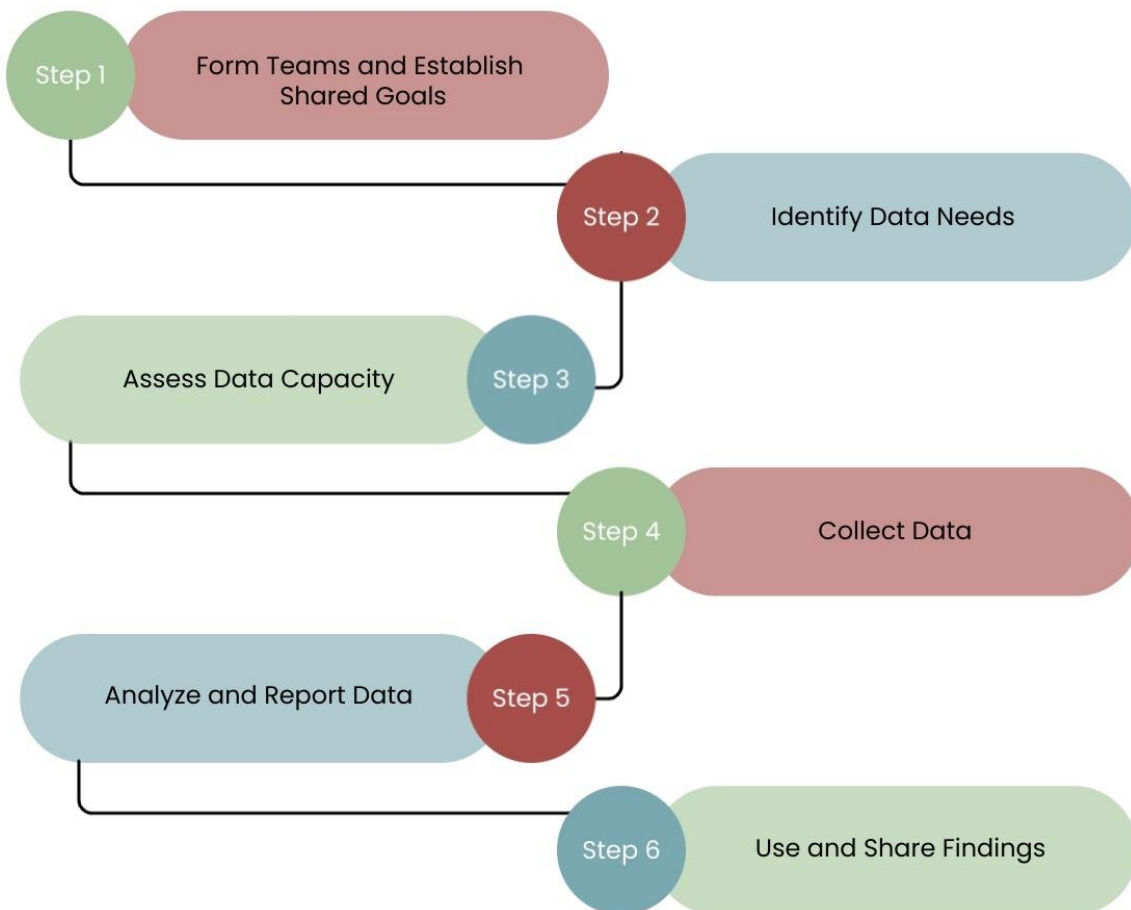 Step 1
Form Teams and Establish
Shared Goals
Step 2
Identify Data Needs
Assess Data Capacity
Step 3
Step 4
Collect Data
Analyze and Report Data
Step 5
Step 6
Use and Share Findings